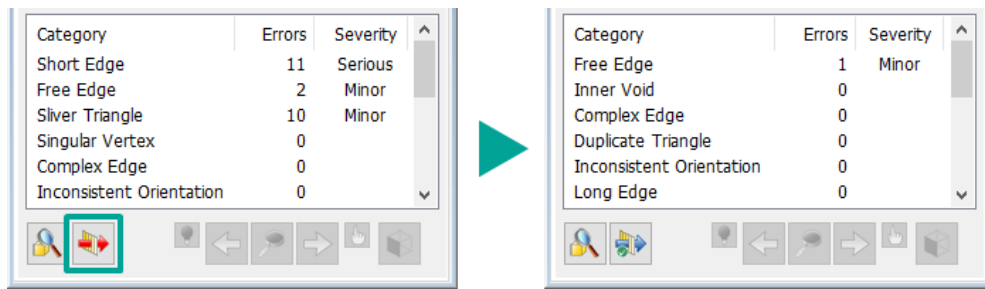 Category Errors Severity
Short Edge 11 Serious
Free Edge 2 Minor
Sliver Triangle 10 Minor
Singular Vertex 0
Complex Edge 0
Inconsistent Orientation 0
Category Errors Severity
Free Edge 1 Minor
Inner Void 0
Complex Edge 0
Duplicate Triangle 0
Inconsistent Orientation 0
Long Edge 0